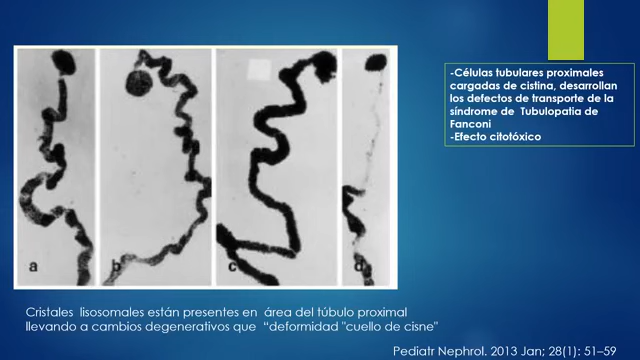 -Células tubulares proximales
cargadas de cistina, desarrollan
los defectos de transporte de la
síndrome de Tubulopatia de
Fanconi
-Efecto citotóxico
a
b
c
d
Cristales lisosomales están presentes en área del túbulo proximal
llevando a cambios degenerativos que "deformidad "cuello de cisne"
Pediatr Nephrol. 2013 Jan; 28(1): 51–59